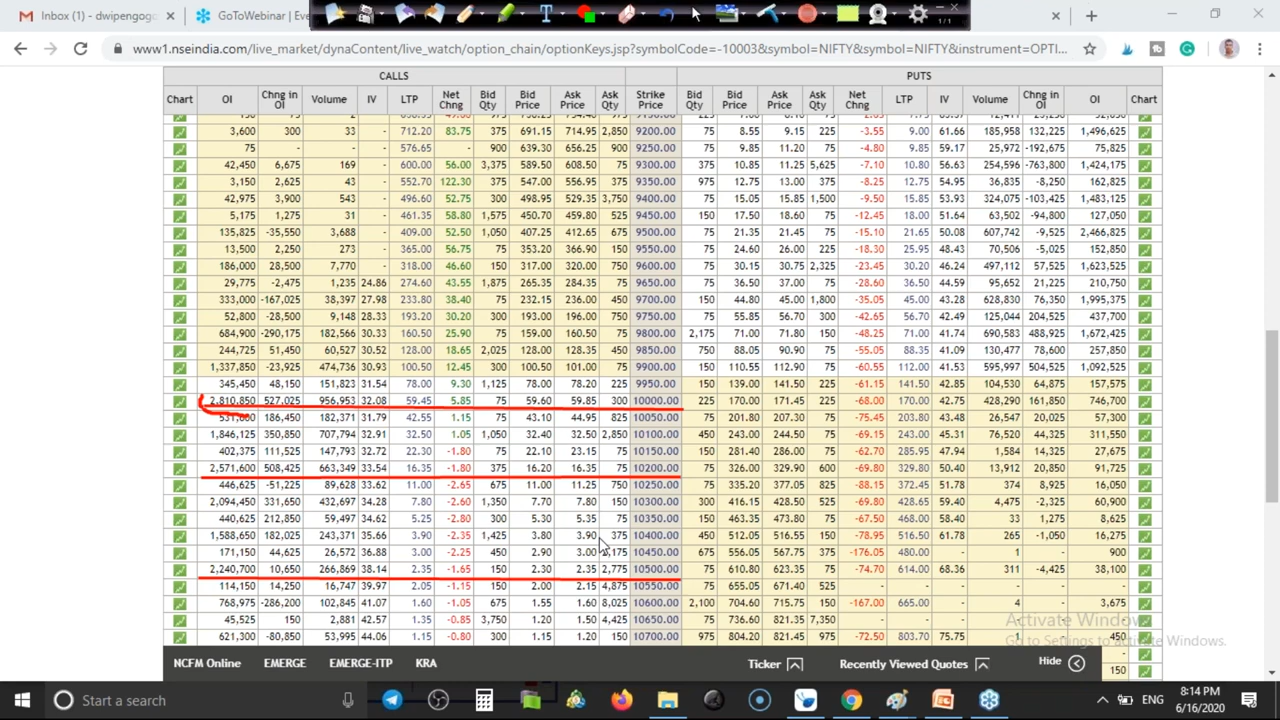 Inbox (1) - dwipengogo
GoToWebinar | Eve
1/1
www1.nseindia.com/live_market/dynaContent/live_watch/option_chain/optionKeys.jsp?symbolCode=-10003&symbol=NIFTY&symbol=NIFTY&instrument=OPTI...
CALLS PUTS
Chart OI Chng in OI Volume IV LTP Net Chng Bid Qty Bid Price Ask Price Ask Qty Strike Price Bid Qty Bid Price Ask Price Ask Qty Net Chng LTP IV Volume Chng in OI OI Chart
3,600 300 33 - 712.20 83.75 375 691.15 714.95 2,850 9200.00 75 8.55 9.15 225 -3.55 9.00 61.66 185,958 132,225 1,496,625
75 - - - 576.65 - 900 639.30 656.25 900 9250.00 75 9.85 11.20 75 -4.80 9.85 59.17 25,972 -192,675 75,825
42,450 6,675 169 - 600.00 56.00 3,375 589.50 608.50 75 9300.00 375 10.85 11.25 5,625 -7.10 10.80 56.63 254,596 -763,800 1,424,175
3,150 2,625 43 - 552.70 122.30 375 547.00 556.95 375 9350.00 975 12.75 13.00 375 -8.25 12.75 54.95 36,835 -8,250 162,825
42,975 3,900 543 - 496.60 52.75 300 498.95 529.35 3,750 9400.00 75 15.05 15.85 1,500 -9.50 15.85 53.93 324,075 -103,425 1,483,125
5,175 1,275 31 - 461.35 58.80 1,575 450.70 459.80 525 9450.00 150 17.50 18.60 75 -12.45 18.00 51.64 63,502 -94,800 127,050
135,825 -35,550 3,688 - 409.00 52.50 1,050 407.25 412.65 675 9500.00 75 21.35 21.45 75 -15.10 21.65 50.08 607,742 -9,525 2,466,825
13,500 2,250 273 - 365.00 56.75 75 353.20 366.90 150 9550.00 75 24.60 26.00 225 -18.30 25.95 48.43 70,506 -5,025 152,850
186,000 28,500 7,770 - 318.00 46.60 150 317.00 320.00 75 9600.00 75 30.15 30.75 2,325 -23.45 30.20 46.24 497,112 57,525 1,623,525
29,775 -2,475 1,235 24.86 274.60 43.55 1,875 265.35 284.35 75 9650.00 75 36.50 37.00 75 -28.60 36.50 44.59 95,652 21,225 210,750
333,000 -167,025 38,397 27.98 233.80 38.40 75 232.15 236.00 450 9700.00 150 44.80 45.00 1,800 -35.05 45.00 43.28 628,830 76,350 1,995,375
52,800 -28,500 9,148 28.33 193.20 30.20 300 193.00 196.00 750 9750.00 75 55.85 56.70 300 -42.65 56.70 42.49 125,044 204,525 437,700
684,900 -290,175 182,566 30.33 160.50 25.90 75 159.00 160.50 75 9800.00 2,175 71.00 71.80 150 -48.25 71.00 41.74 690,583 488,925 1,672,425
244,725 51,450 60,527 30.52 128.00 18.65 2,025 128.00 128.35 450 9850.00 750 88.05 90.90 75 -55.05 88.35 41.09 130,477 78,600 257,850
1,337,850 -23,925 474,736 30.93 100.50 12.45 300 100.50 101.00 75 9900.00 150 110.55 112.90 75 -60.55 112.00 41.33 595,997 504,525 1,092,525
345,450 48,150 151,823 31.54 78.00 9.30 1,125 78.00 78.20 225 9950.00 150 139.00 141.50 225 -61.15 141.50 42.85 104,530 64,875 157,575
2,810,850 527,025 956,953 32.08 59.45 5.85 75 59.60 59.85 300 10000.00 225 170.00 171.45 225 -68.00 170.00 42.75 428,290 161,850 746,700
186,450 182,371 31.79 42.55 1.15 75 43.10 44.95 825 10050.00 75 201.80 207.30 75 -75.45 203.80 43.48 26,547 20,025 57,300
1,846,125 350,850 707,794 32.91 32.50 1.05 1,050 32.40 32.50 2,850 10100.00 450 243.00 244.50 75 -69.15 243.00 45.31 76,520 44,325 311,550
402,375 111,525 147,793 32.72 22.30 -1.80 75 22.10 23.15 75 10150.00 150 281.40 286.00 75 -62.70 285.95 47.94 1,584 14,325 27,675
2,571,600 508,425 663,349 33.54 16.35 -1.80 375 16.20 16.35 75 10200.00 75 326.00 329.90 600 -69.80 329.80 50.40 13,912 20,850 91,725
446,625 -51,225 89,628 33.62 11.00 -2.65 675 11.00 11.25 750 10250.00 75 335.20 377.05 825 -88.15 372.45 51.78 374 8,925 16,050
2,094,450 331,650 432,697 34.28 7.80 -2.60 1,350 7.70 7.80 150 10300.00 300 416.15 428.50 525 -69.80 428.65 59.40 4,475 -2,325 60,900
440,625 212,850 59,497 34.62 5.25 -2.80 300 5.30 5.35 75 10350.00 150 463.35 473.80 75 -67.50 468.00 58.40 33 1,275 8,625
1,588,650 182,025 243,371 35.66 3.90 -2.35 1,425 3.80 3.90 375 10400.00 450 512.05 516.55 150 -78.95 516.50 61.78 265 -1,050 16,275
171,150 44,625 26,572 36.88 3.00 -2.25 450 2.90 3.00 10450.00 675 556.05 567.75 375 -176.05 480.00 - 1 - 900
2,240,700 10,650 266,869 38.14 2.35 -1.65 150 2.30 2.35 2,775 10500.00 75 610.80 623.35 75 -74.70 614.00 68.36 311 -4,425 38,100
114,150 14,250 16,747 39.97 2.05 -1.15 150 2.00 2.15 4,875 10550.00 75 655.05 671.40 525 - - - - - -
768,975 -286,200 102,845 41.07 1.60 -1.05 675 1.55 1.60 8,025 10600.00 2,100 704.60 715.75 150 -167.00 665.00 - 4 - 3,675
45,525 150 2,881 42.57 1.35 -0.85 3,750 1.20 1.50 4,425 10650.00 75 736.60 821.35 7,350 - - - - - -
621,300 -80,850 53,995 44.06 1.15 -0.80 300 1.15 1.20 150 10700.00 975 804.20 821.45 975 -72.50 803.70 75.75 1 - 450
150
Activate Windows
Go to Settings to Activate Windows.
NCFM Online EMERGE EMERGE-ITP KRA Ticker Recently Viewed Quotes Hide
Search a Start